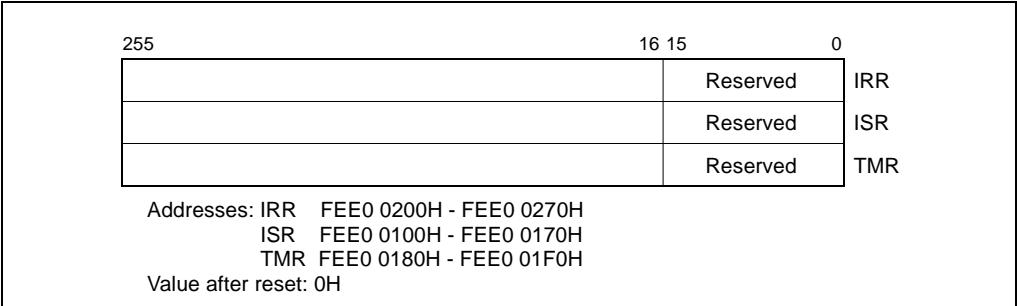 255 16 15 0
Reserved IRR
Reserved ISR
Reserved TMR
Addresses: IRR FEE0 0200H - FEE0 0270H
ISR FEE0 0100H - FEE0 0170H
TMR FEE0 0180H - FEE0 01F0H
Value after reset: 0H